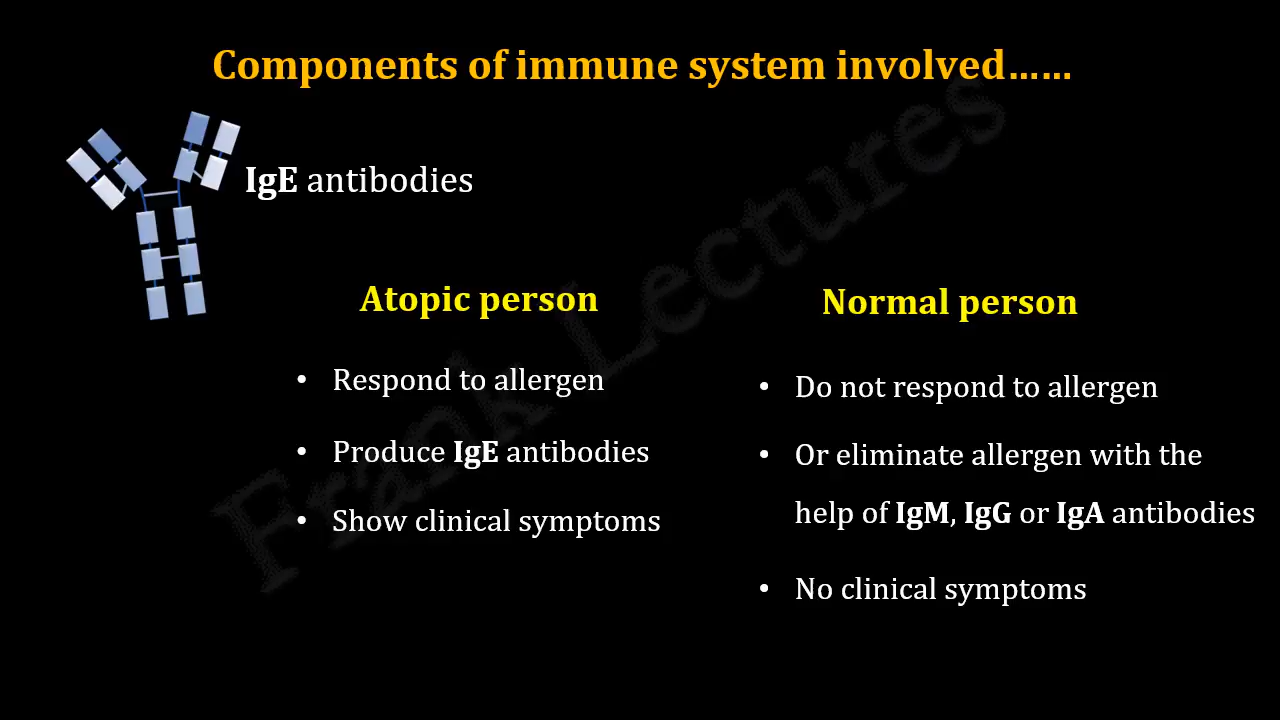 Components of immune system involved……
IgE antibodies
Atopic person
• Respond to allergen
• Produce IgE antibodies
• Show clinical symptoms
Normal person
• Do not respond to allergen
• Or eliminate allergen with the
help of IgM, IgG or IgA antibodies
• No clinical symptoms
Frank Lectures